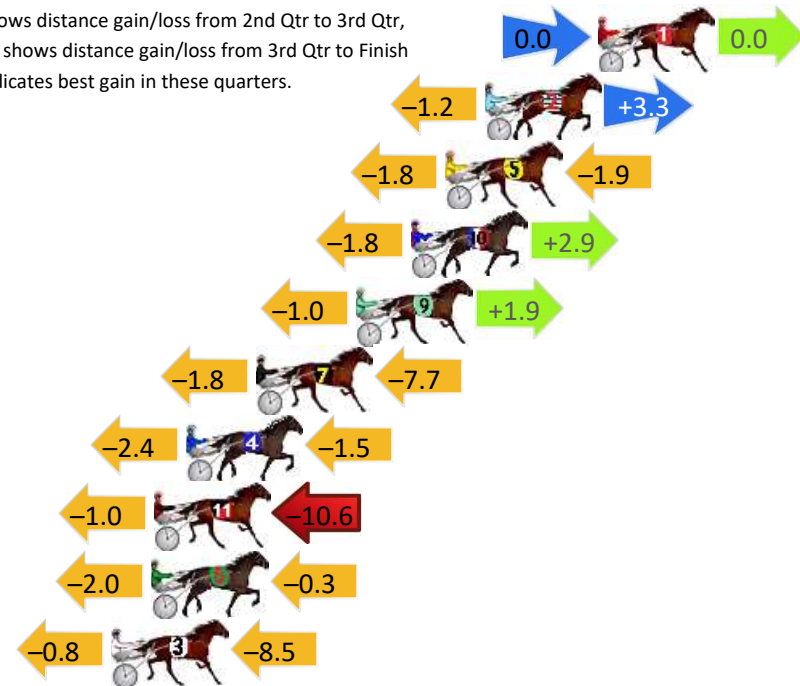 ows distance gain/loss from 2nd Qtr to 3rd Qtr,
shows distance gain/loss from 3rd Qtr to Finish
dicates best gain in these quarters.
0.0 1 0.0
–1.2 2 +3.3
–1.8 5 –1.9
–1.8 10 +2.9
–1.0 9 +1.9
–1.8 7 –7.7
–2.4 4 –1.5
–1.0 11 –10.6
–2.0 –0.3
–0.8 3 –8.5